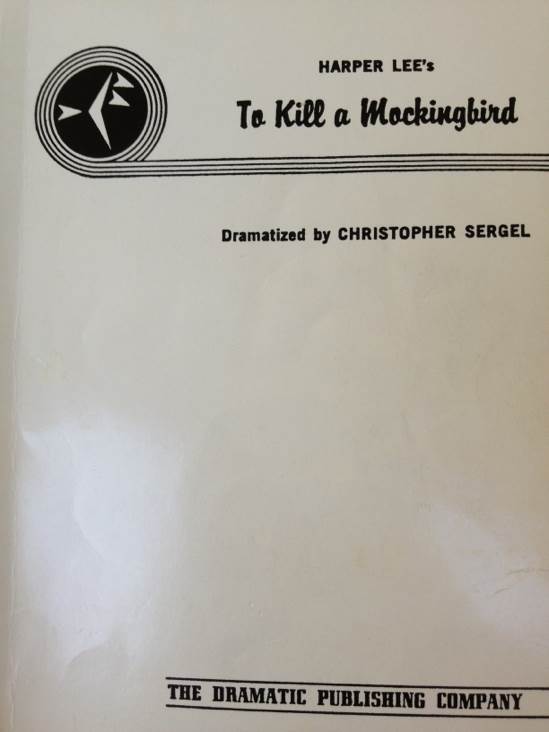 HARPER LEE's
To Kill a Mockingbird
Dramatized by CHRISTOPHER SERGEL
THE DRAMATIC PUBLISHING COMPANY